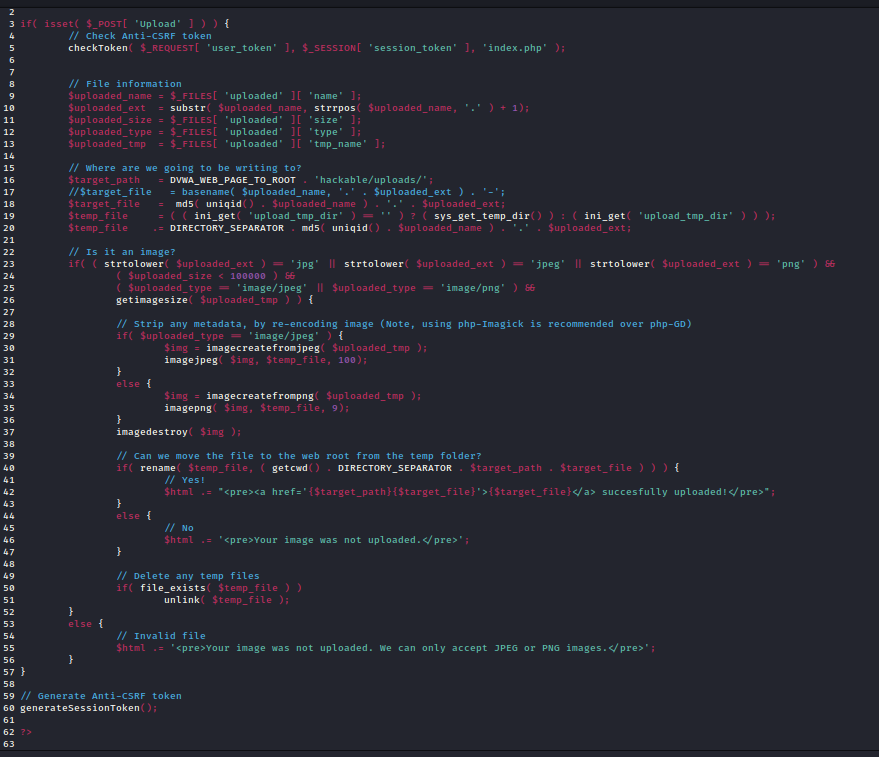 2
3 if( isset( $_POST[ 'Upload' ] ) ) {
4 // Check Anti-CSRF token
5 checkToken( $_REQUEST[ 'user_token' ], $_SESSION[ 'session_token' ], 'index.php' );
6
7
8 // File information
9 $uploaded_name = $_FILES[ 'uploaded' ][ 'name' ];
10 $uploaded_ext = substr( $uploaded_name, strrpos( $uploaded_name, '.' ) + 1);
11 $uploaded_size = $_FILES[ 'uploaded' ][ 'size' ];
12 $uploaded_type = $_FILES[ 'uploaded' ][ 'type' ];
13 $uploaded_tmp = $_FILES[ 'uploaded' ][ 'tmp_name' ];
14
15 // Where are we going to be writing to?
16 $target_path = DVWA_WEB_PAGE_TO_ROOT . 'hackable/uploads/';
17 //$target_file = basename( $uploaded_name, '.' . $uploaded_ext ) . '-';
18 $target_file = md5( uniqid() . $uploaded_name ) . '.' . $uploaded_ext;
19 $temp_file = ( ( ini_get( 'upload_tmp_dir' ) == '' ) ? ( sys_get_temp_dir() ) : ( ini_get( 'upload_tmp_dir' ) ) );
20 $temp_file .= DIRECTORY_SEPARATOR . md5( uniqid() . $uploaded_name ) . '.' . $uploaded_ext;
21
22 // Is it an image?
23 if( ( strtolower( $uploaded_ext ) == 'jpg' || strtolower( $uploaded_ext ) == 'jpeg' || strtolower( $uploaded_ext ) == 'png' ) &&
24 ( $uploaded_size < 100000 ) &&
25 ( $uploaded_type == 'image/jpeg' || $uploaded_type == 'image/png' ) &&
26 getimagesize( $uploaded_tmp ) ) {
27
28 // Strip any metadata, by re-encoding image (Note, using php-Imagick is recommended over php-GD)
29 if( $uploaded_type == 'image/jpeg' ) {
30 $img = imagecreatefromjpeg( $uploaded_tmp );
31 imagejpeg( $img, $temp_file, 100);
32 }
33 else {
34 $img = imagecreatefrompng( $uploaded_tmp );
35 imagepng( $img, $temp_file, 9);
36 }
37 imagedestroy( $img );
38
39 // Can we move the file to the web root from the temp folder?
40 if( rename( $temp_file, ( getcwd() . DIRECTORY_SEPARATOR . $target_path . $target_file ) ) ) {
41 // Yes!
42 $html .= "<pre><a href='{$target_path}{$target_file}'>{$target_file}</a> succesfully uploaded!</pre>";
43 }
44 else {
45 // No
46 $html .= '<pre>Your image was not uploaded.</pre>';
47 }
48
49 // Delete any temp files
50 if( file_exists( $temp_file ) )
51 unlink( $temp_file );
52 }
53 else {
54 // Invalid file
55 $html .= '<pre>Your image was not uploaded. We can only accept JPEG or PNG images.</pre>';
56 }
57 }
58
59 // Generate Anti-CSRF token
60 generateSessionToken();
61
62 ?>
63